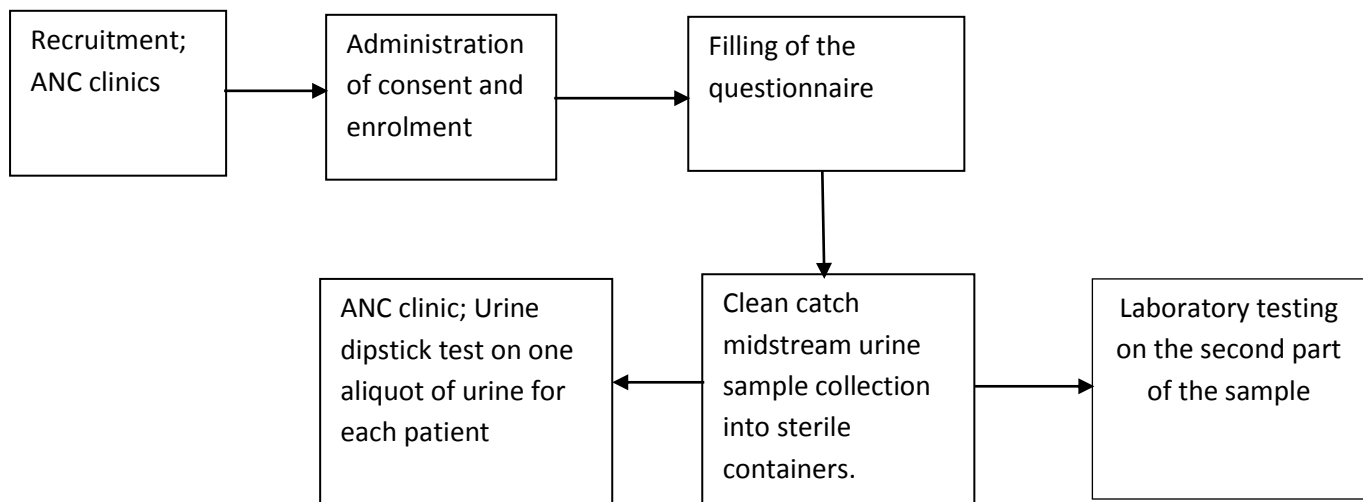 Recruitment;
ANC clinics
Administration
of consent and
enrolment
Filling of the
questionnaire
ANC clinic; Urine
dipstick test on one
aliquot of urine for
each patient
Clean catch
midstream urine
sample collection
into sterile
containers.
Laboratory testing
on the second part
of the sample